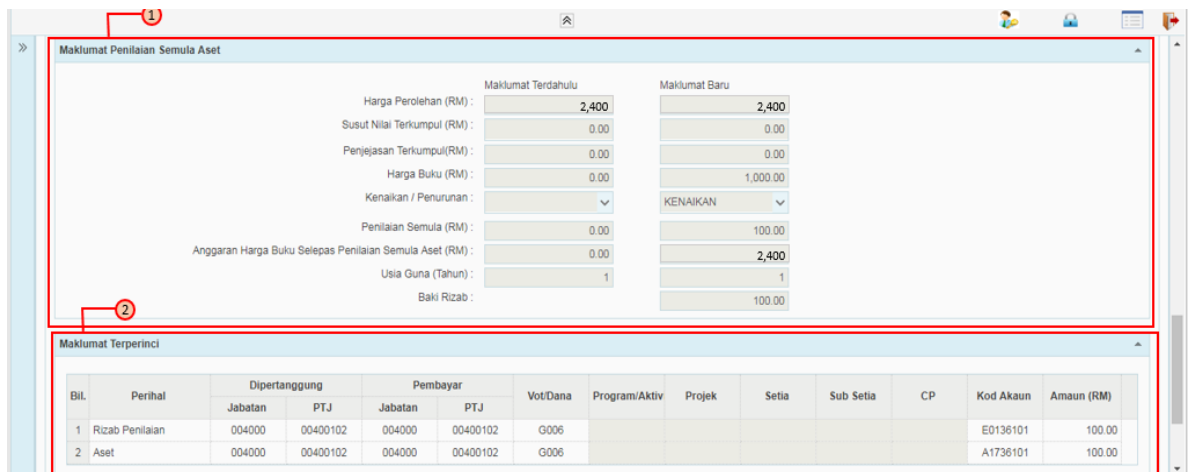 1
Maklumat Penilaian Semula Aset
Maklumat Terdahulu Maklumat Baru
Harga Perolehan (RM) : 2,400 2,400
Susut Nilai Terkumpul (RM) : 0.00 0.00
Penjejasan Terkumpul(RM) : 0.00 0.00
Harga Buku (RM) : 0.00 1,000.00
Kenaikan / Penurunan : KENAIKAN
Penilaian Semula (RM) : 0.00 100.00
Anggaran Harga Buku Selepas Penilaian Semula Aset (RM) : 0.00 2,400
Usia Guna (Tahun) : 1 1
Baki Rizab : 100.00
2
Maklumat Terperinci
Bil. Perihal Dipertanggung Pembayar Vot/Dana Program/Aktiv Projek Setia Sub Setia CP Kod Akaun Amaun (RM)
Jabatan PTJ Jabatan PTJ
1 Rizab Penilaian 004000 00400102 004000 00400102 G006 E0136101 100.00
2 Aset 004000 00400102 004000 00400102 G006 A1736101 100.00